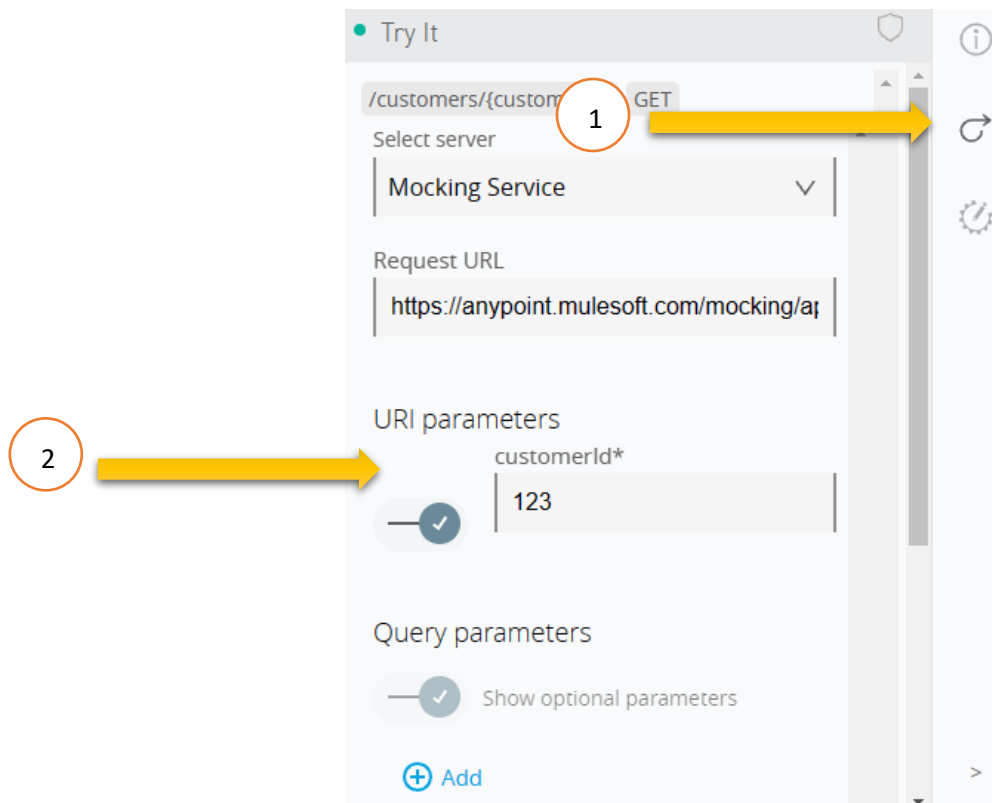 Try It
/customers/{custom
GET
1
Select server
Mocking Service
Request URL
https://anypoint.mulesoft.com/mocking/ap
URI parameters
2
customerId*
123
Query parameters
Show optional parameters
Add
>